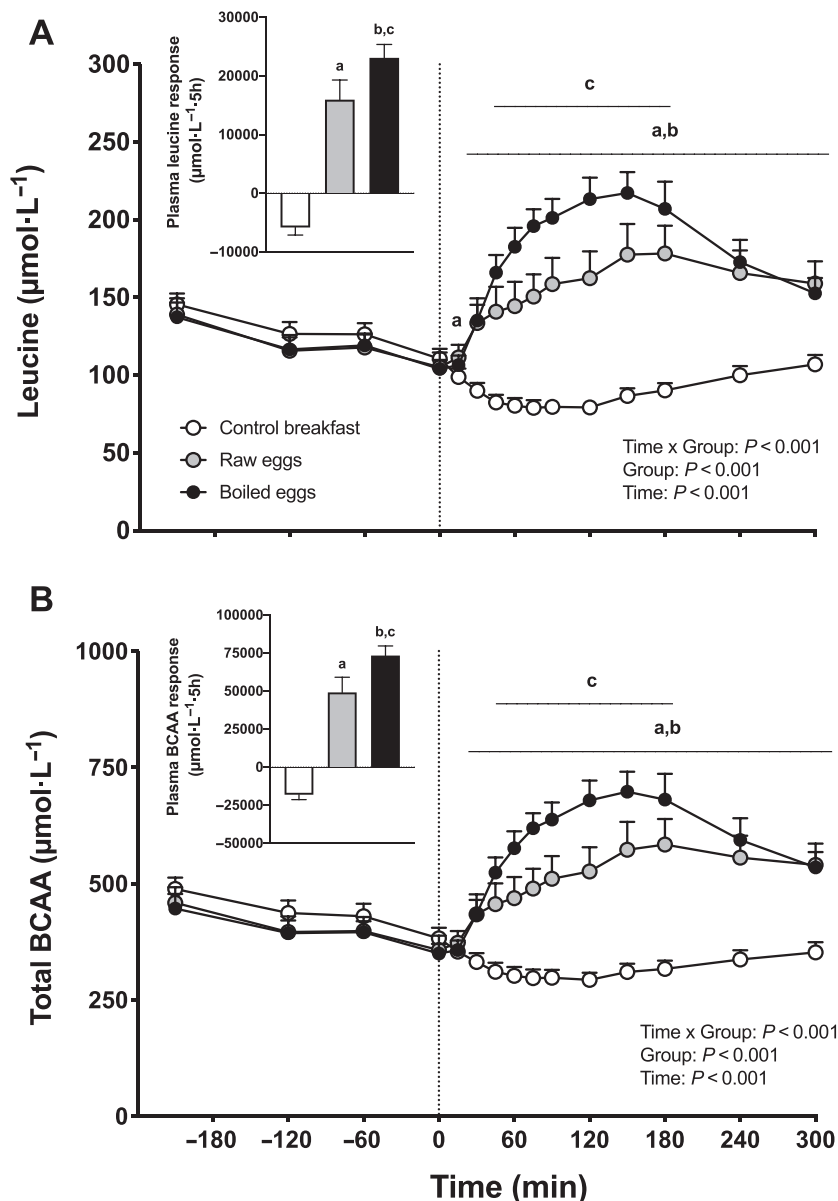 A
Plasma leucine response
(µmol·L⁻¹·5h)
30000
20000
10000
0
−10000
a
b,c
Leucine (µmol·L⁻¹)
300
250
200
150
100
50
0
c
a,b
a
Control breakfast
Raw eggs
Boiled eggs
Time x Group: P < 0.001
Group: P < 0.001
Time: P < 0.001
B
Plasma BCAA response
(µmol·L⁻¹·5h)
100000
75000
50000
25000
0
−25000
−50000
a
b,c
Total BCAA (µmol·L⁻¹)
1000
750
500
250
0
c
a,b
Time x Group: P < 0.001
Group: P < 0.001
Time: P < 0.001
−180 −120 −60 0 60 120 180 240 300
Time (min)